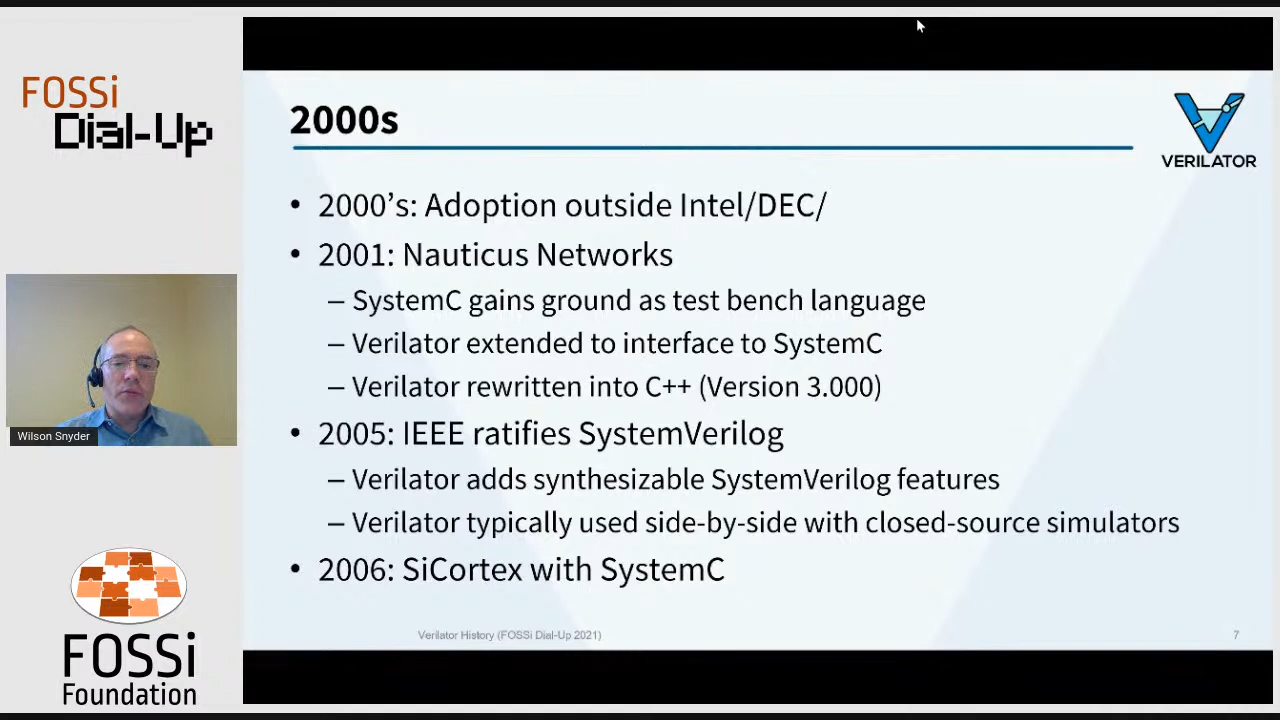 FOSSi
Dial-Up
2000s
VERILATOR
• 2000's: Adoption outside Intel/DEC/
• 2001: Nauticus Networks
– SystemC gains ground as test bench language
– Verilator extended to interface to SystemC
– Verilator rewritten into C++ (Version 3.000)
• 2005: IEEE ratifies SystemVerilog
– Verilator adds synthesizable SystemVerilog features
– Verilator typically used side-by-side with closed-source simulators
• 2006: SiCortex with SystemC
Verilator History (FOSSi Dial-Up 2021)
7
Wilson Snyder
FOSSi
Foundation